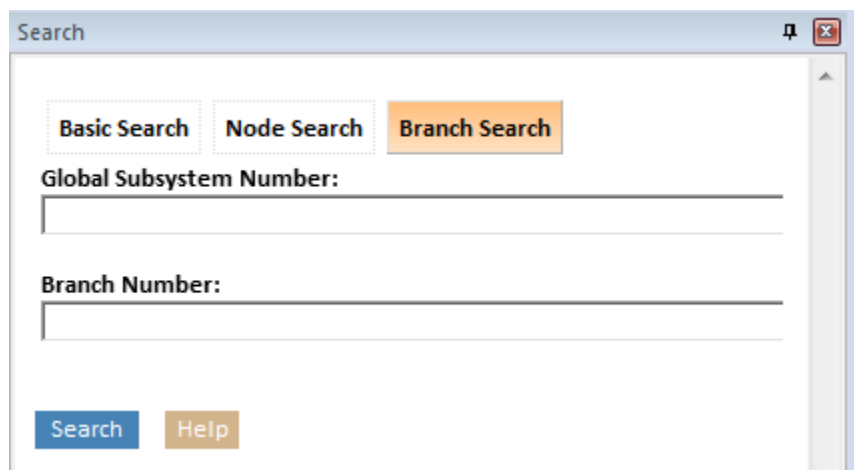 Search
Basic Search Node Search Branch Search
Global Subsystem Number:
Branch Number:
Search Help